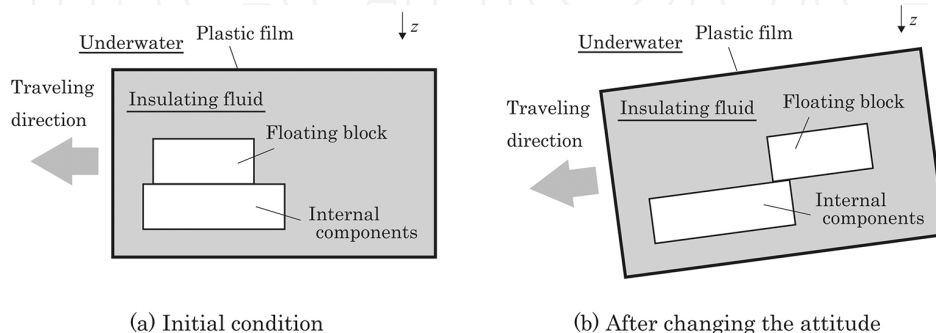 z
Underwater
Plastic film
Traveling
direction
Insulating fluid
Floating block
Internal
components
(a) Initial condition
z
Underwater
Plastic film
Traveling
direction
Insulating fluid
Floating block
Internal
components
(b) After changing the attitude